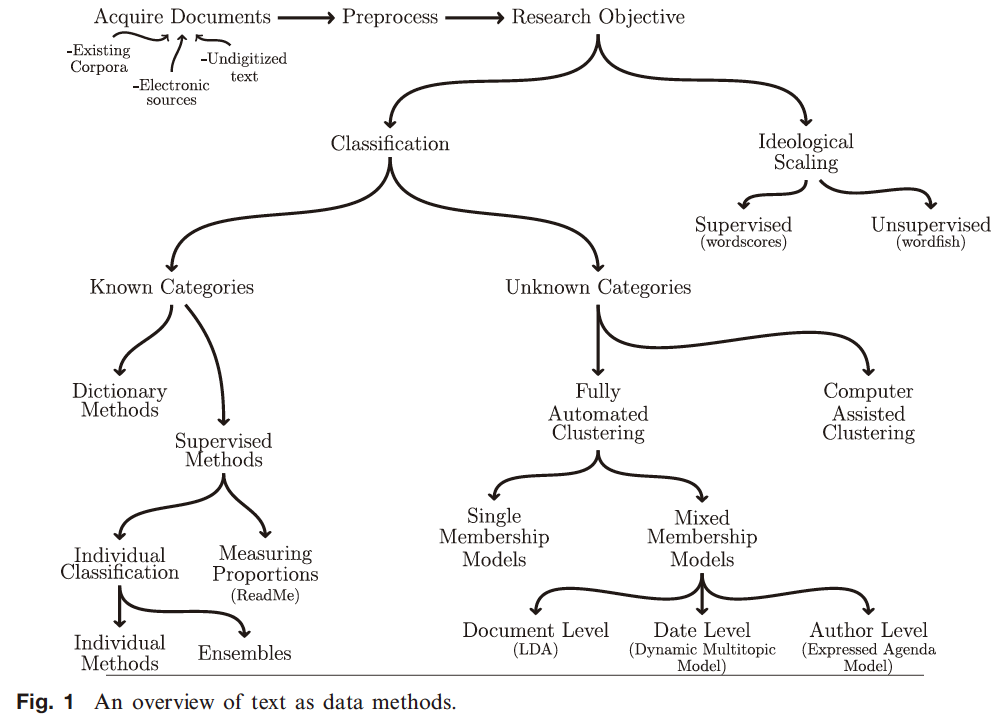 Acquire Documents
Preprocess
Research Objective
-Existing
Corpora
-Electronic
sources
-Undigitized
text
Classification
Ideological
Scaling
Supervised
(wordscores)
Unsupervised
(wordfish)
Known Categories
Unknown Categories
Dictionary
Methods
Supervised
Methods
Fully
Automated
Clustering
Computer
Assisted
Clustering
Individual
Classification
Measuring
Proportions
(ReadMe)
Single
Membership
Models
Mixed
Membership
Models
Individual
Methods
Ensembles
Document Level
(LDA)
Date Level
(Dynamic Multitopic
Model)
Author Level
(Expressed Agenda
Model)
Fig. 1 An overview of text as data methods.